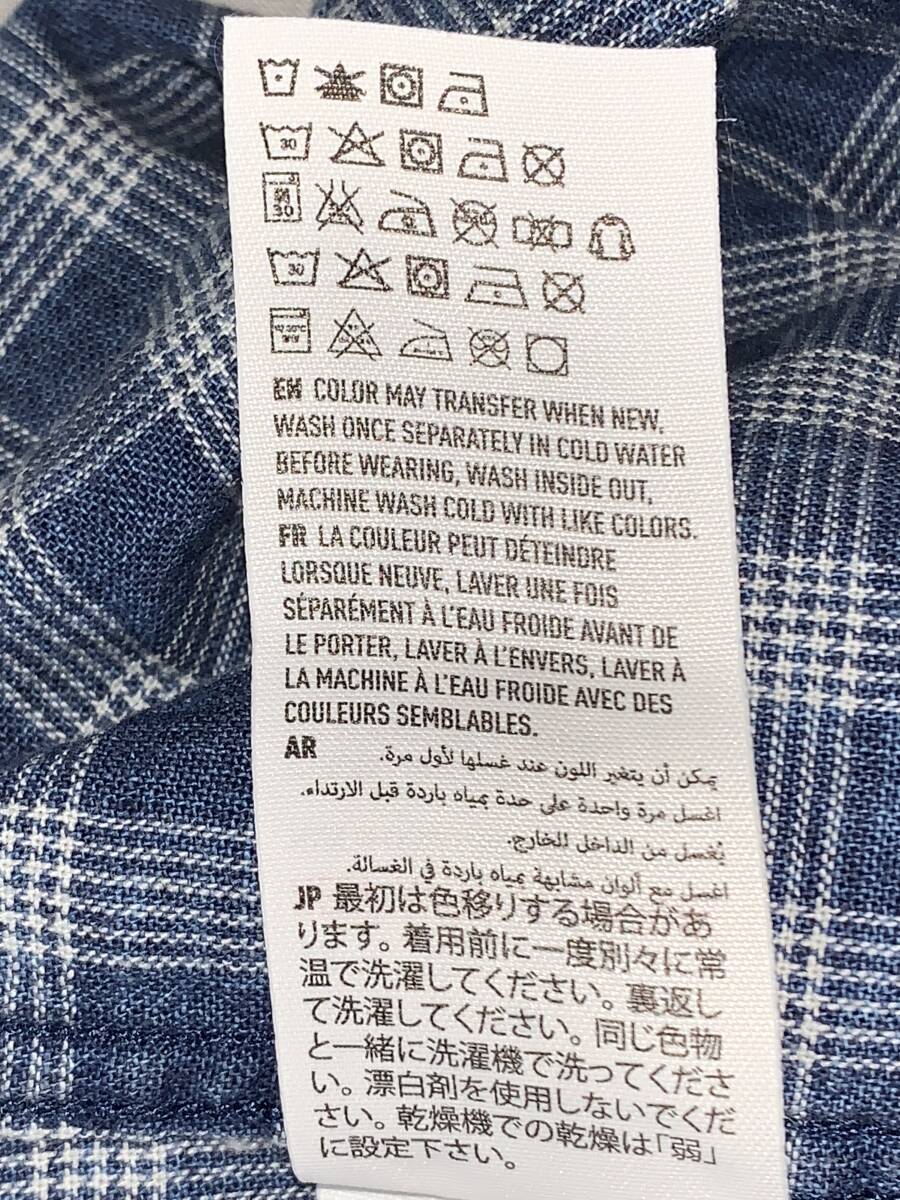 30
30
30
EN COLOR MAY TRANSFER WHEN NEW,
WASH ONCE SEPARATELY IN COLD WATER
BEFORE WEARING, WASH INSIDE OUT,
MACHINE WASH COLD WITH LIKE COLORS.
FR LA COULEUR PEUT DÉTEINDRE
LORSQUE NEUVE, LAVER UNE FOIS
SÉPARÉMENT À L'EAU FROIDE AVANT DE
LE PORTER, LAVER À L'ENVERS, LAVER À
LA MACHINE À L'EAU FROIDE AVEC DES
COULEURS SEMBLABLES.
AR يمكن أن يتغير اللون عند غسلها لأول مرة.
اغسل مرة واحدة على حدة بمياه باردة قبل الارتداء.
يُغسل من الداخل للخارج.
اغسل مع ألوان مشابهة بمياه باردة في الغسالة.
JP 最初は色移りする場合があ
ります。着用前に一度別々に常
温で洗濯してください。裏返し
て洗濯してください。同じ色物
と一緒に洗濯機で洗ってくださ
い。漂白剤を使用しないでくだ
さい。乾燥機での乾燥は「弱」
に設定下さい。